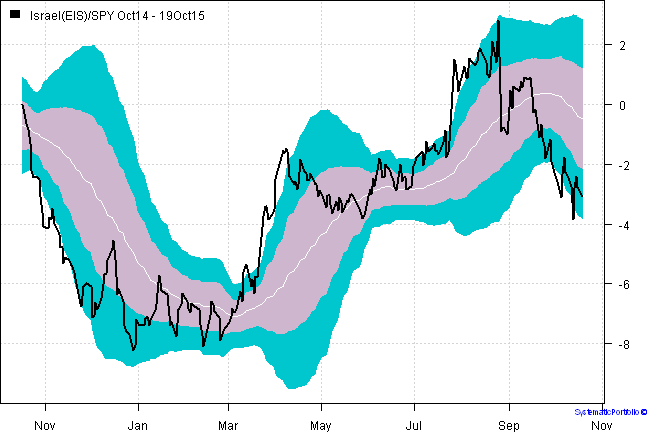 Israel(EIS)/SPY Oct14 - 19Oct15
2
0
-2
-4
-6
-8
SystematicPortfolio ©
Nov Jan Mar May Jul Sep Nov